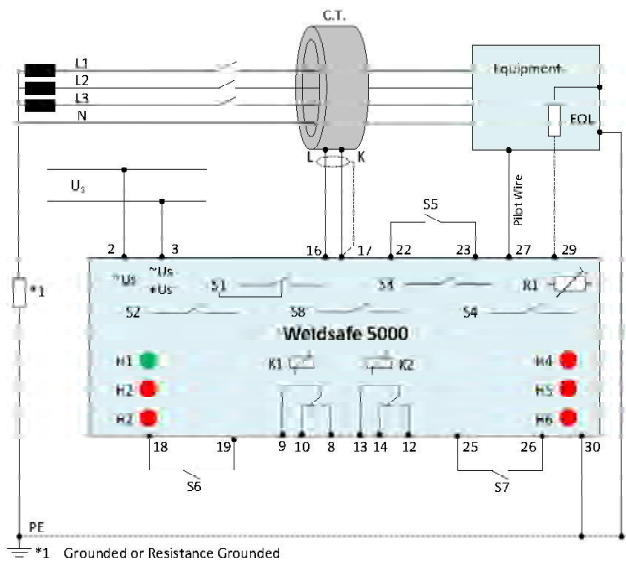 C.T.
L1
L2
L3
N
Equipment
EOL
L K
Us
S5
Pilot Wire
2 3 16 17 22 23 27 29
~Us ~Us S1 S3 R1
+Us
*1
S2 S8 S4
Weldsafe 5000
H1 K1 K2 H4
H2 H5
H2 H6
18 19 9 10 8 13 14 12 25 26 30
S6 S7
PE
*1 Grounded or Resistance Grounded